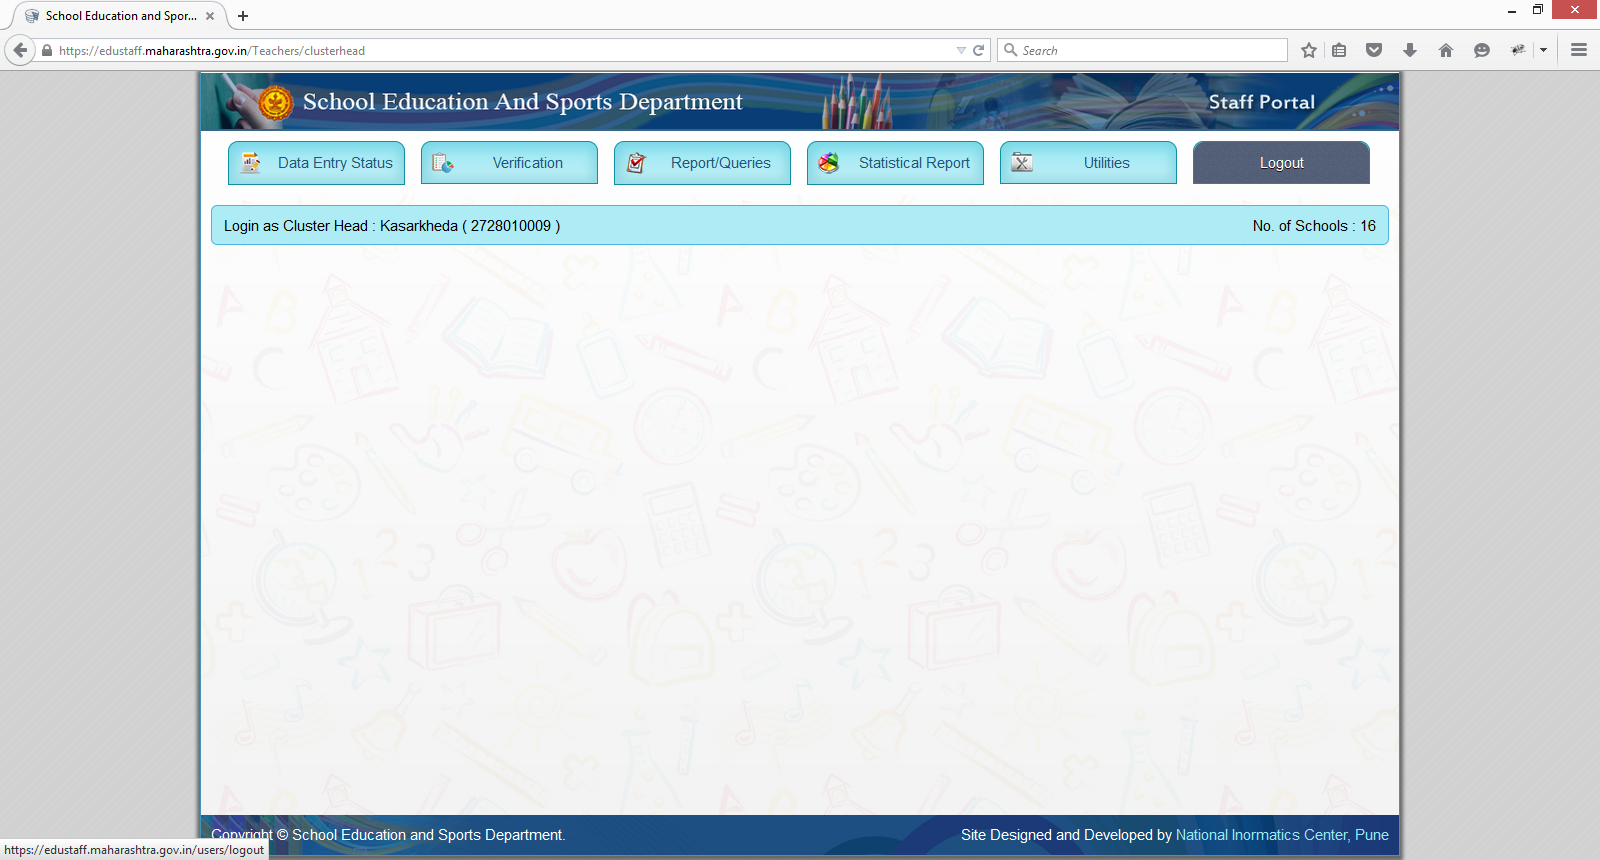 School Education and Spor...
https://edustaff.maharashtra.gov.in/Teachers/clusterhead
Search
School Education And Sports Department
Staff Portal
Data Entry Status
Verification
Report/Queries
Statistical Report
Utilities
Logout
Login as Cluster Head : Kasarkheda ( 2728010009 )
No. of Schools : 16
Copyright © School Education and Sports Department.
Site Designed and Developed by National Inormatics Center, Pune
https://edustaff.maharashtra.gov.in/users/logout